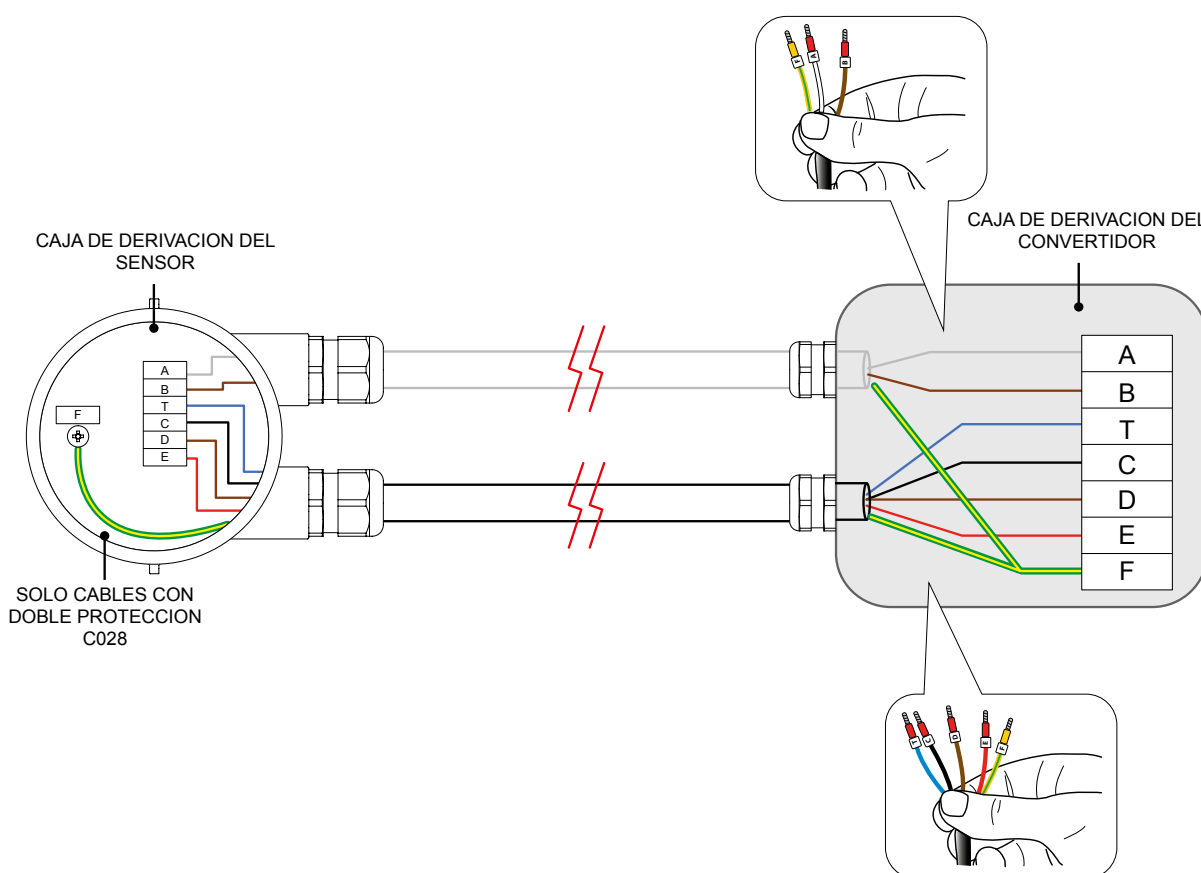 F
A
B
CAJA DE DERIVACION DEL
SENSOR
CAJA DE DERIVACION DEL
CONVERTIDOR
A
B
T
C
D
E
F
A
B
T
C
D
E
F
SOLO CABLES CON
DOBLE PROTECCION
C028
T
C
D
E
F